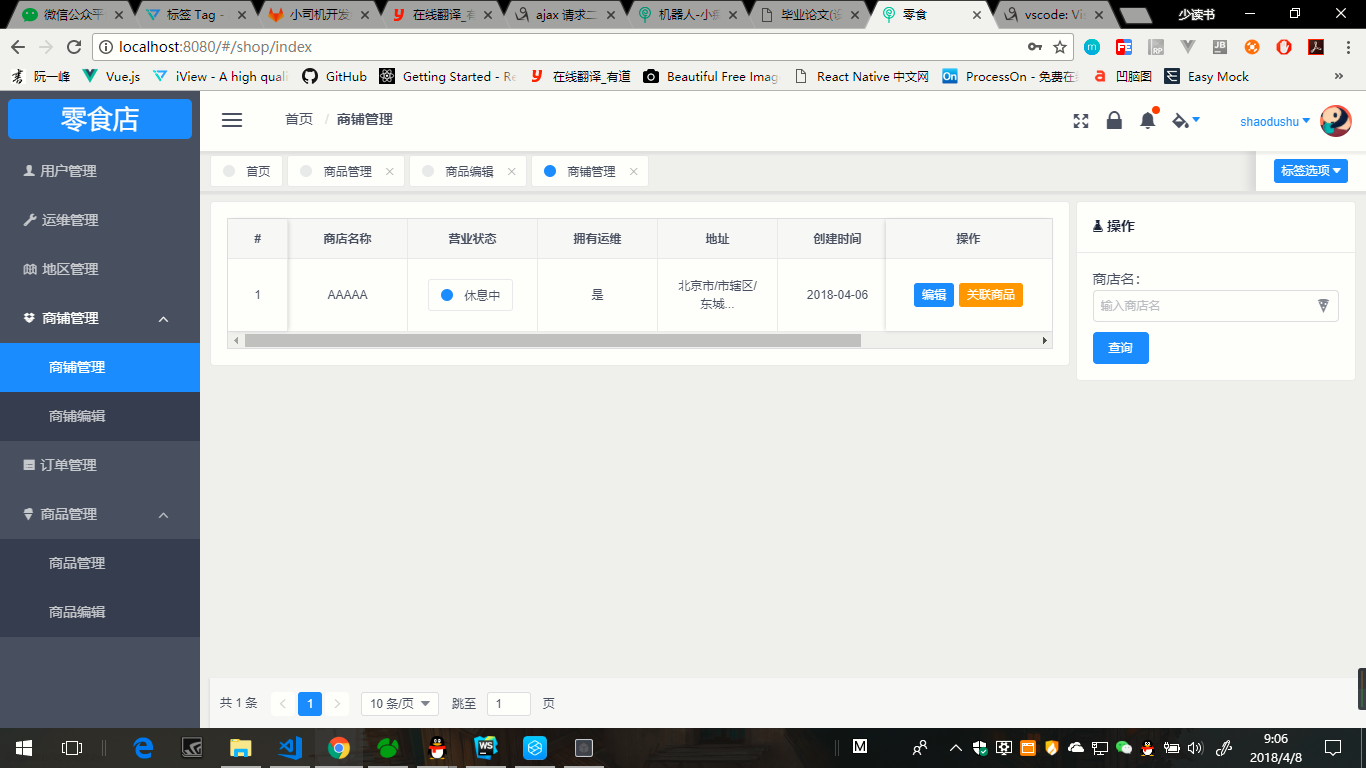 微信公众平
标签 Tag -
小司机开发
在线翻译_有
ajax 请求二
机器人-小
毕业论文(设
零食
vscode: Vis
少读书
localhost:8080/#/shop/index
阮一峰
Vue.js
iView - A high quali
GitHub
Getting Started - Re
在线翻译_有道
Beautiful Free Imag
React Native 中文网
ProcessOn - 免费在
凹脑图
Easy Mock
零食店
首页 / 商铺管理
shaodushu
用户管理
运维管理
地区管理
商铺管理
商铺管理
商铺编辑
订单管理
商品管理
商品管理
商品编辑
首页
商品管理
商品编辑
商铺管理
标签选项
# 商店名称 营业状态 拥有运维 地址 创建时间 操作
1 AAAAA 休息中 是 北京市/市辖区/
东城... 2018-04-06 编辑 关联商品
操作
商店名:
输入商店名
查询
共 1 条 1 10 条/页 跳至 1 页
9:06
2018/4/8